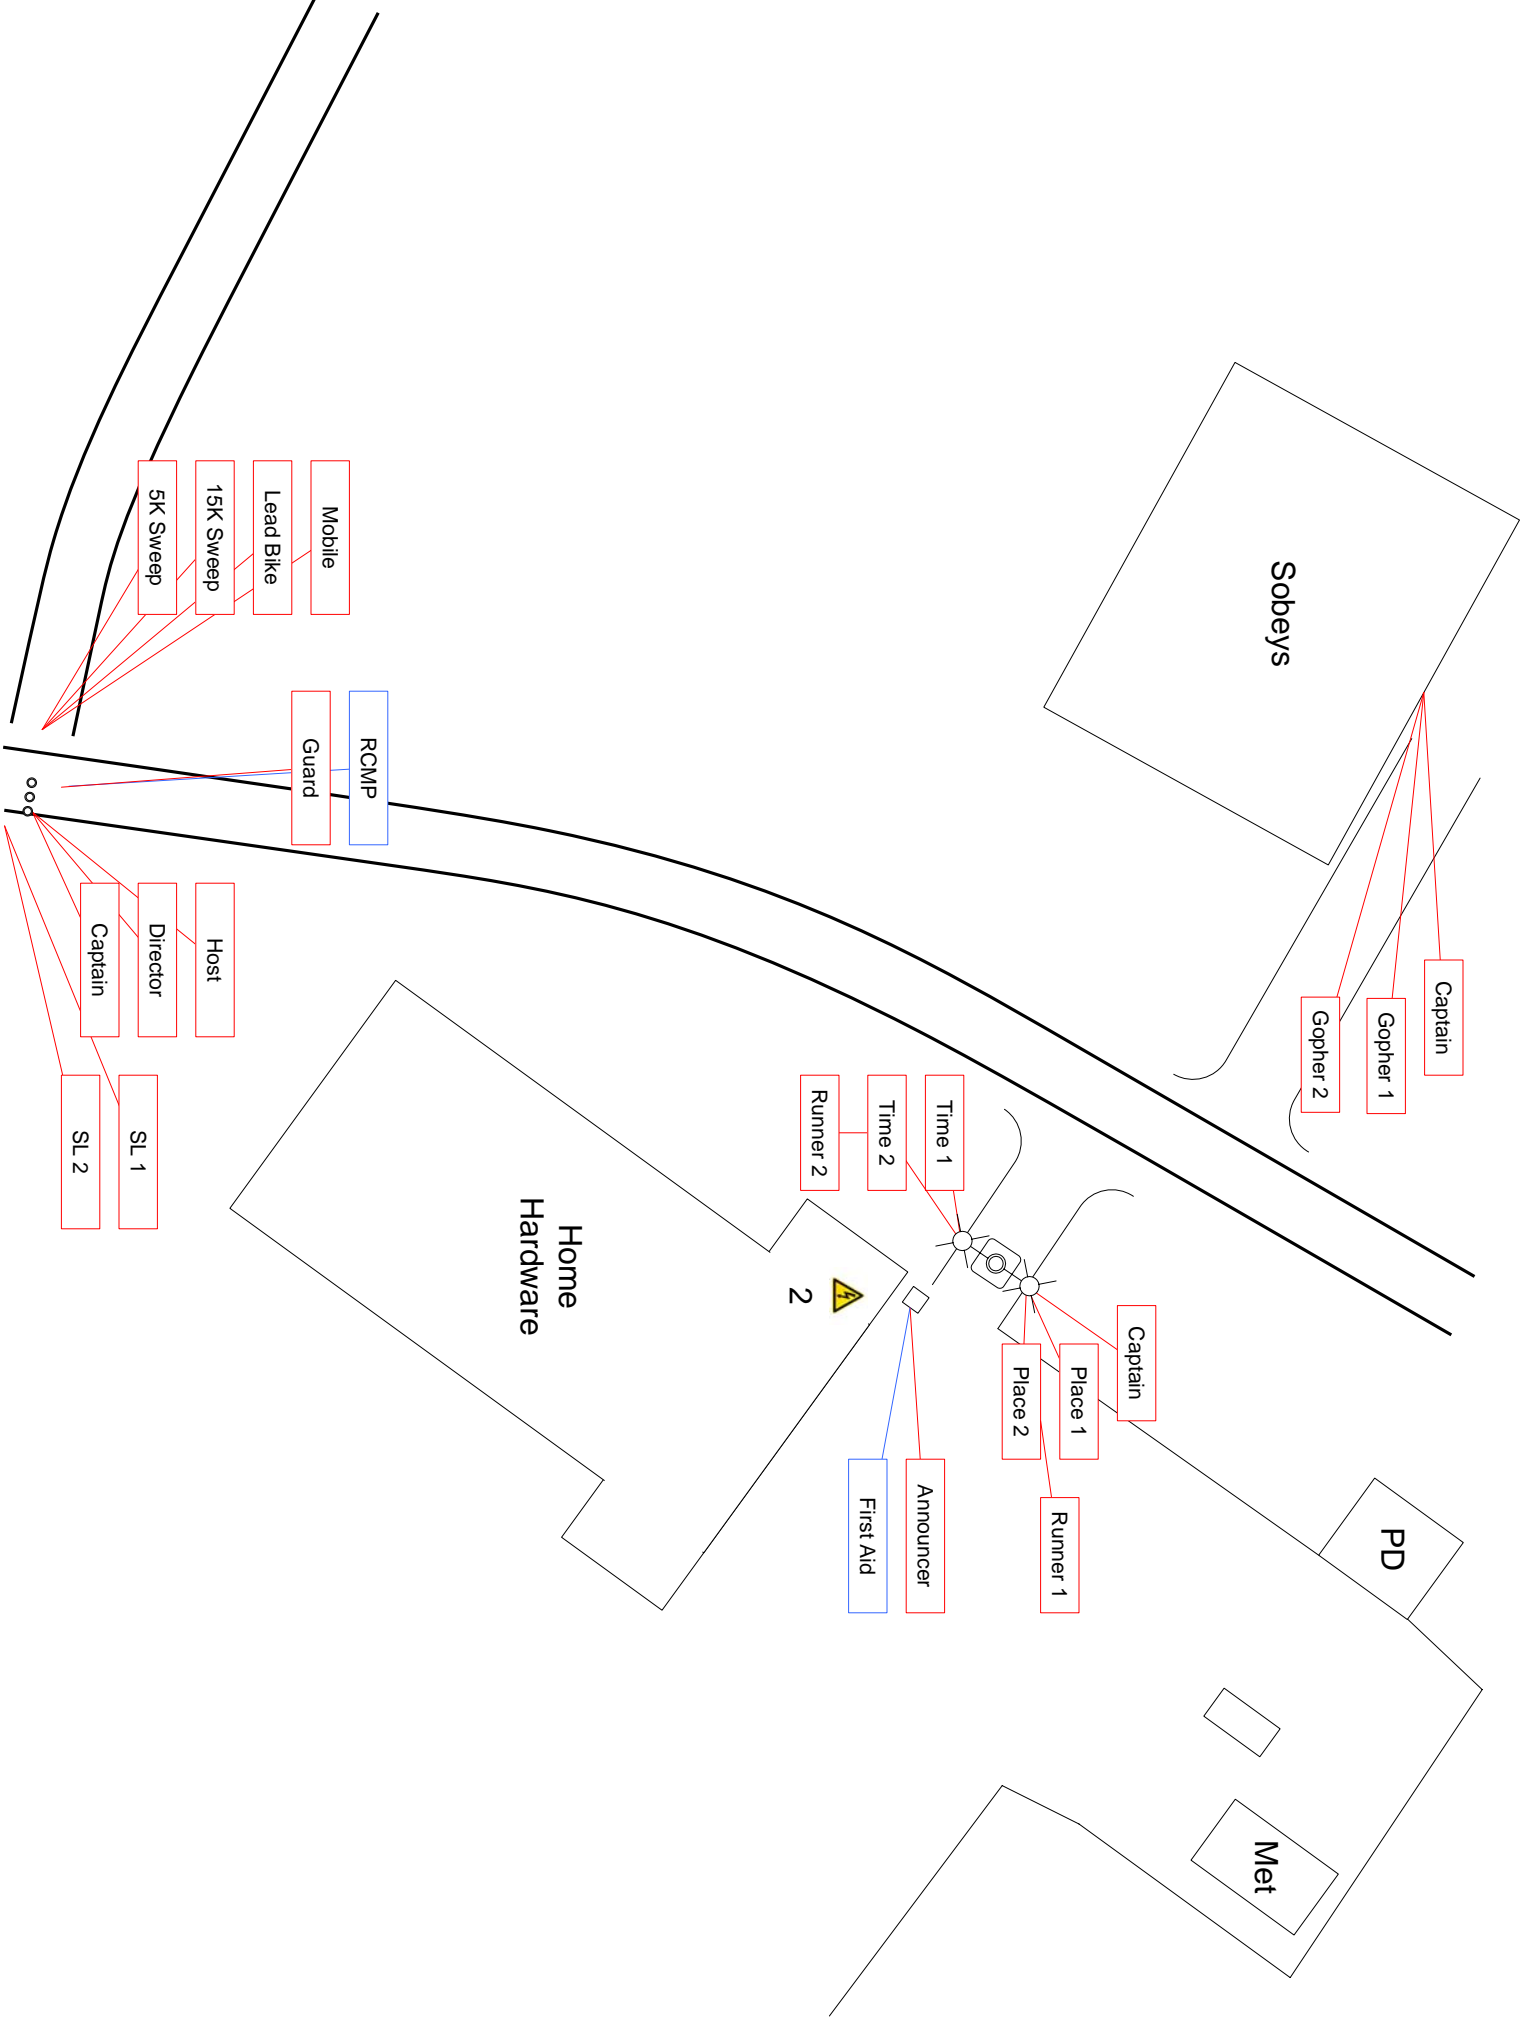 Captain
Gopher 1
Gopher 2
Sobeys
PD
Met
Captain
Place 1
Place 2
Runner 1
Time 1
Time 2
Runner 2
Announcer
First Aid
2
Home
Hardware
RCMP
Guard
Mobile
Lead Bike
15K Sweep
5K Sweep
Host
Director
Captain
SL 1
SL 2